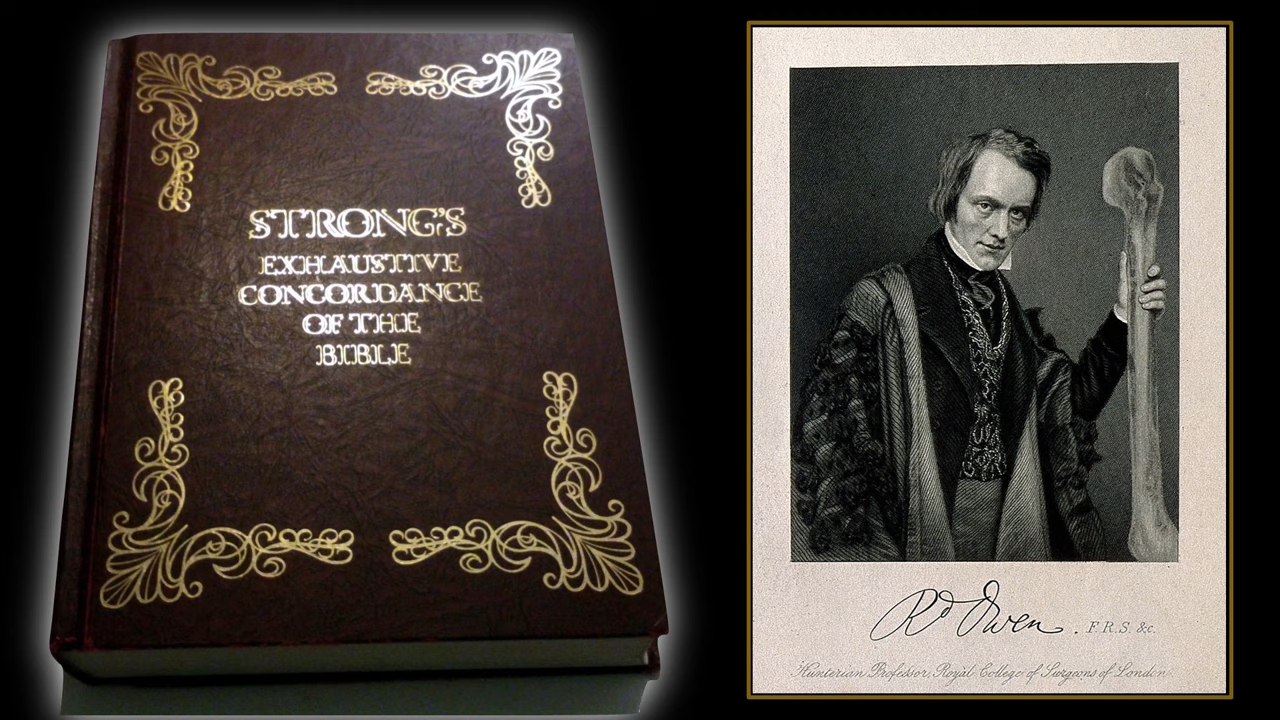 STRONG'S
EXHAUSTIVE
CONCORDANCE
OF THE
BIBLE
Rd Owen. F.R.S. &c.
Hunterian Professor, Royal College of Surgeons of London